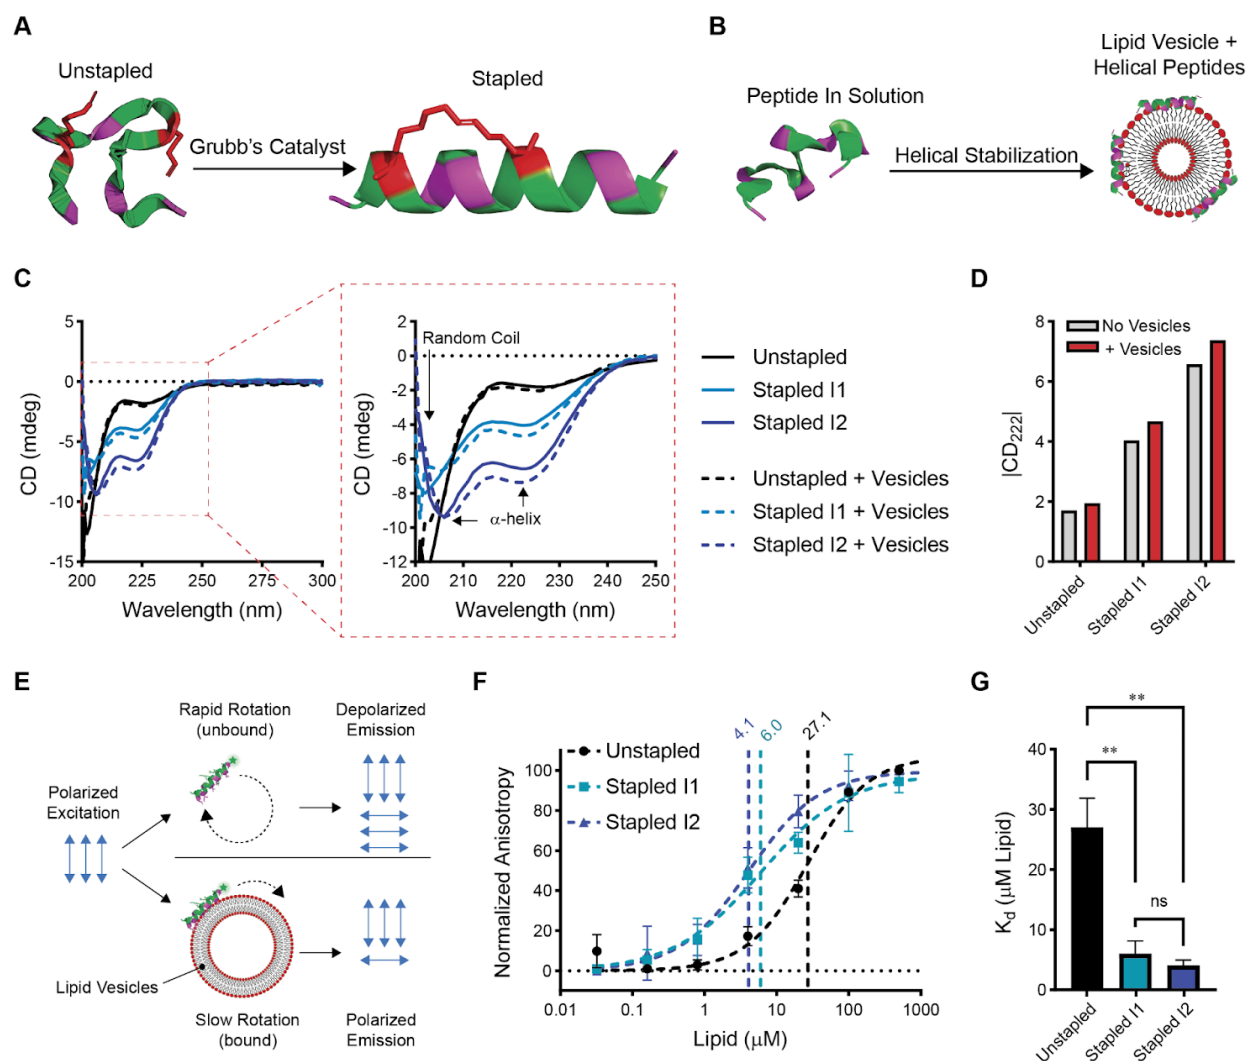 A
Unstapled
Grubb's Catalyst
Stapled
B
Peptide In Solution
Helical Stabilization
Lipid Vesicle +
Helical Peptides
C
CD (mdeg)
5
0
-5
-10
-15
200
225
250
275
300
Wavelength (nm)
CD (mdeg)
2
0
-2
-4
-6
-8
-10
-12
Random Coil
α-helix
200
210
220
230
240
250
Wavelength (nm)
Unstapled
Stapled I1
Stapled I2
Unstapled + Vesicles
Stapled I1 + Vesicles
Stapled I2 + Vesicles
D
|CD222|
8
6
4
2
0
No Vesicles
+ Vesicles
Unstapled
Stapled I1
Stapled I2
E
Polarized
Excitation
Rapid Rotation
(unbound)
Depolarized
Emission
Lipid Vesicles
Slow Rotation
(bound)
Polarized
Emission
F
Normalized Anisotropy
100
80
60
40
20
0
Unstapled
Stapled I1
Stapled I2
4.1
6.0
27.1
0.01
0.1
1
10
100
1000
Lipid (μM)
G
Kd (μM Lipid)
40
30
20
10
0
**
**
ns
Unstapled
Stapled I1
Stapled I2